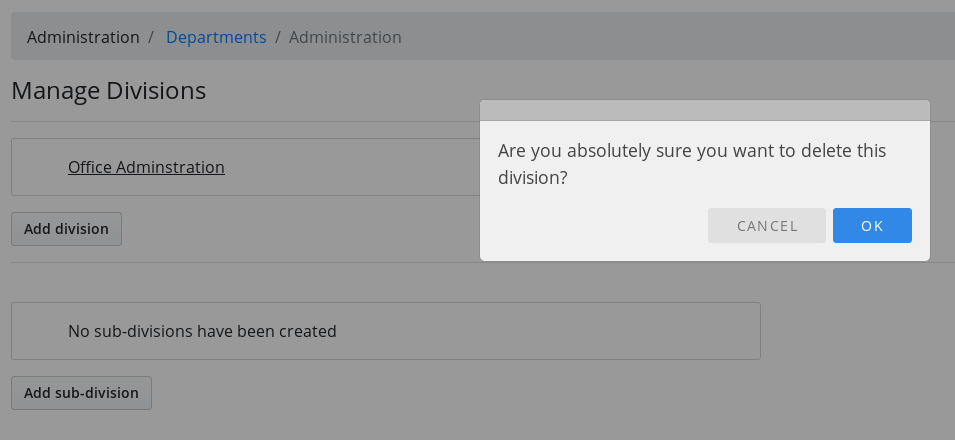 Administration / Departments / Administration
Manage Divisions
Office Adminstration
Add division
Are you absolutely sure you want to delete this
division?
CANCEL OK
No sub-divisions have been created
Add sub-division